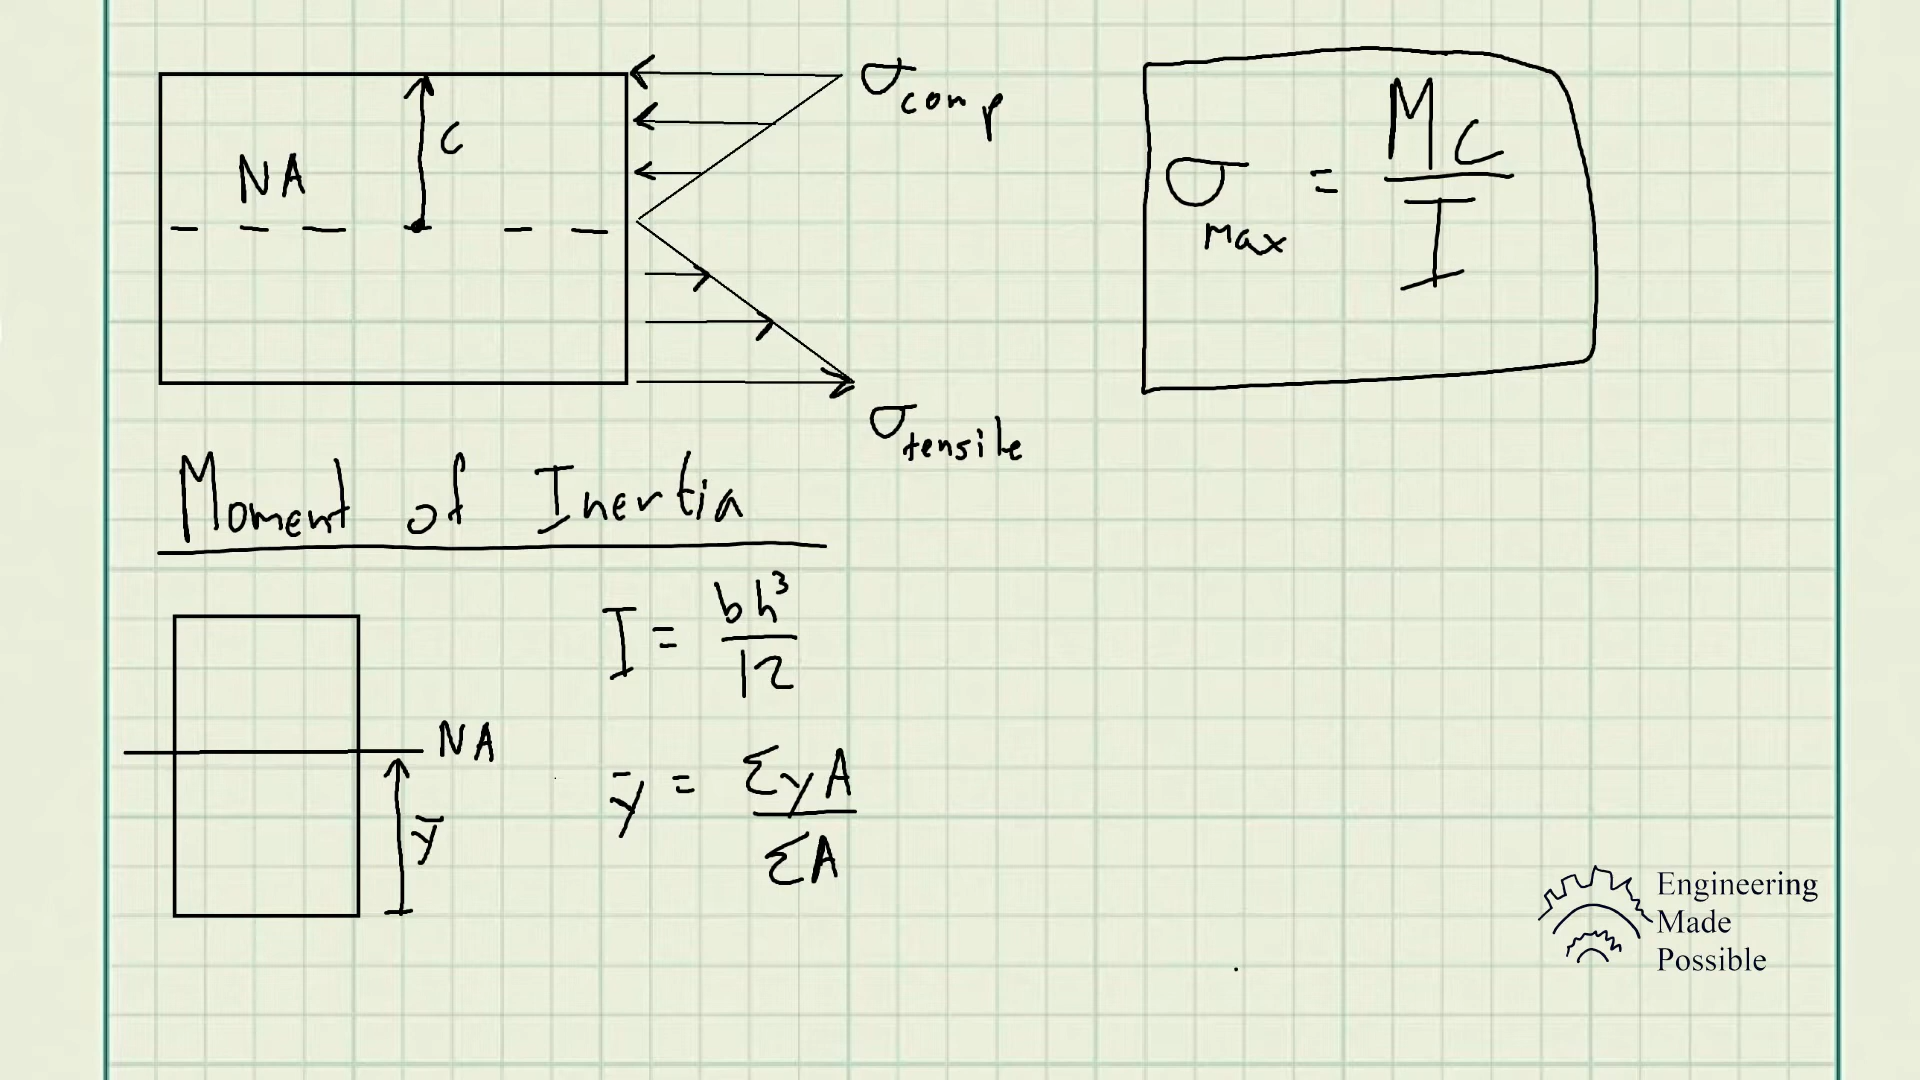 σcomp
C
NA
σmax = Mc/I
σtensile
Moment of Inertia
I = bh³/12
NA
ȳ
ȳ = ΣyA/ΣA
Engineering
Made
Possible